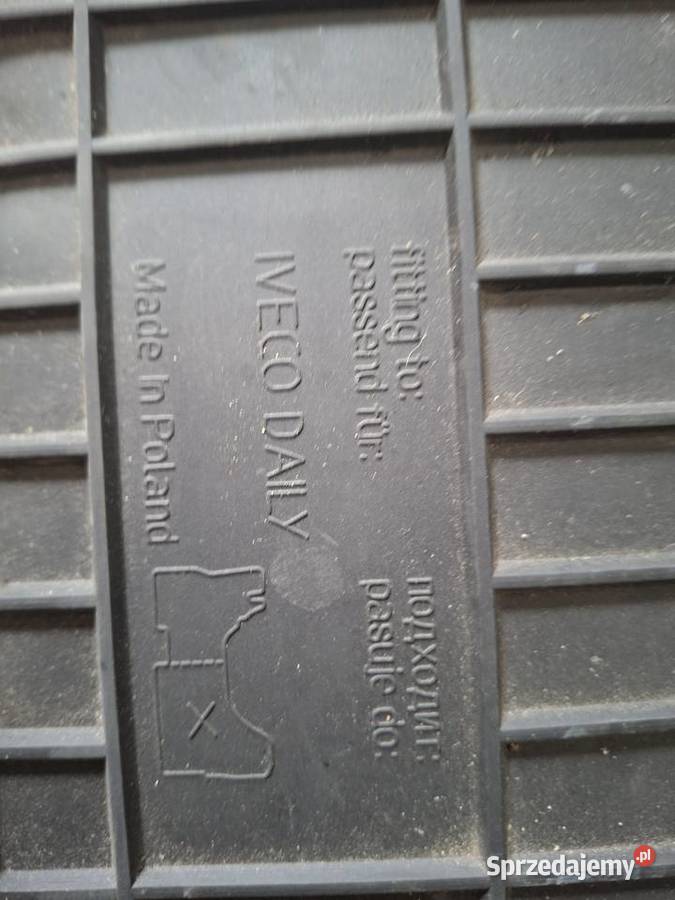 fitting to:
passend für:
подходит:
pasuje do:
IVECO DAILY
Made In Poland
Sprzedajemy.pl